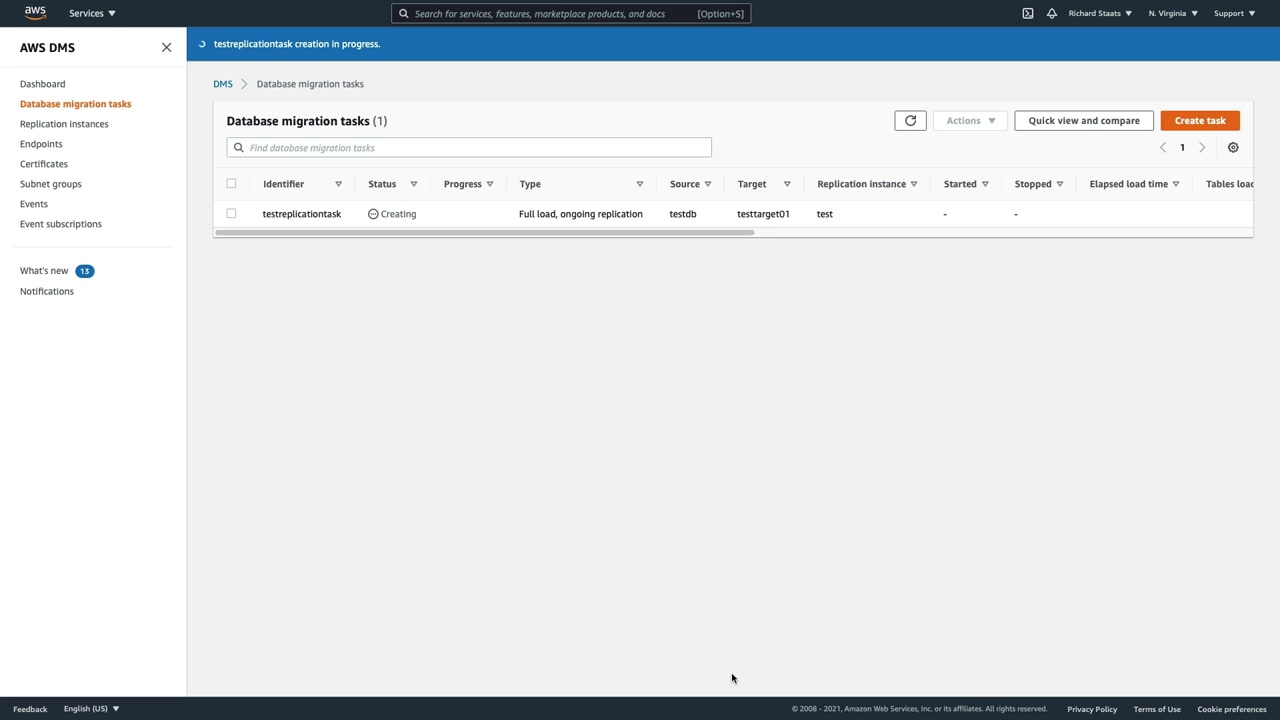 aws Services Search for services, features, marketplace products, and docs [Option+S] Richard Staats N. Virginia Support
AWS DMS
testreplicationtask creation in progress.
Dashboard
Database migration tasks
Replication instances
Endpoints
Certificates
Subnet groups
Events
Event subscriptions
What's new 13
Notifications
DMS Database migration tasks
Database migration tasks (1) Actions Quick view and compare Create task
Find database migration tasks 1
Identifier Status Progress Type Source Target Replication instance Started Stopped Elapsed load time Tables load
testreplicationtask Creating Full load, ongoing replication testdb testtarget01 test - -
Feedback English (US) © 2008 - 2021, Amazon Web Services, Inc. or its affiliates. All rights reserved. Privacy Policy Terms of Use Cookie preferences